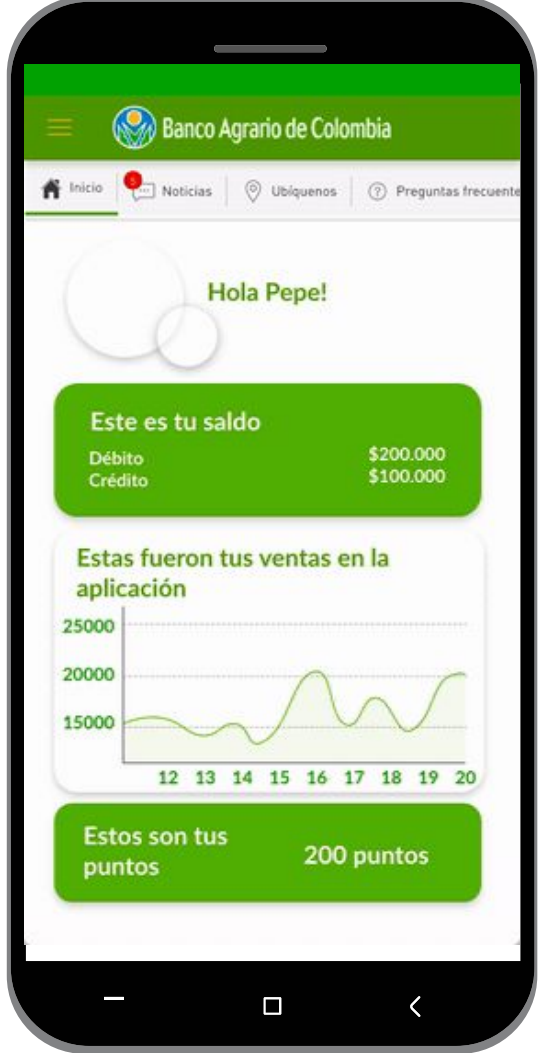 Banco Agrario de Colombia
Inicio
5
Noticias
Ubíquenos
Preguntas frecuente
Hola Pepe!
Este es tu saldo
Débito $200.000
Crédito $100.000
Estas fueron tus ventas en la
aplicación
25000
20000
15000
12 13 14 15 16 17 18 19 20
Estos son tus
puntos
200 puntos